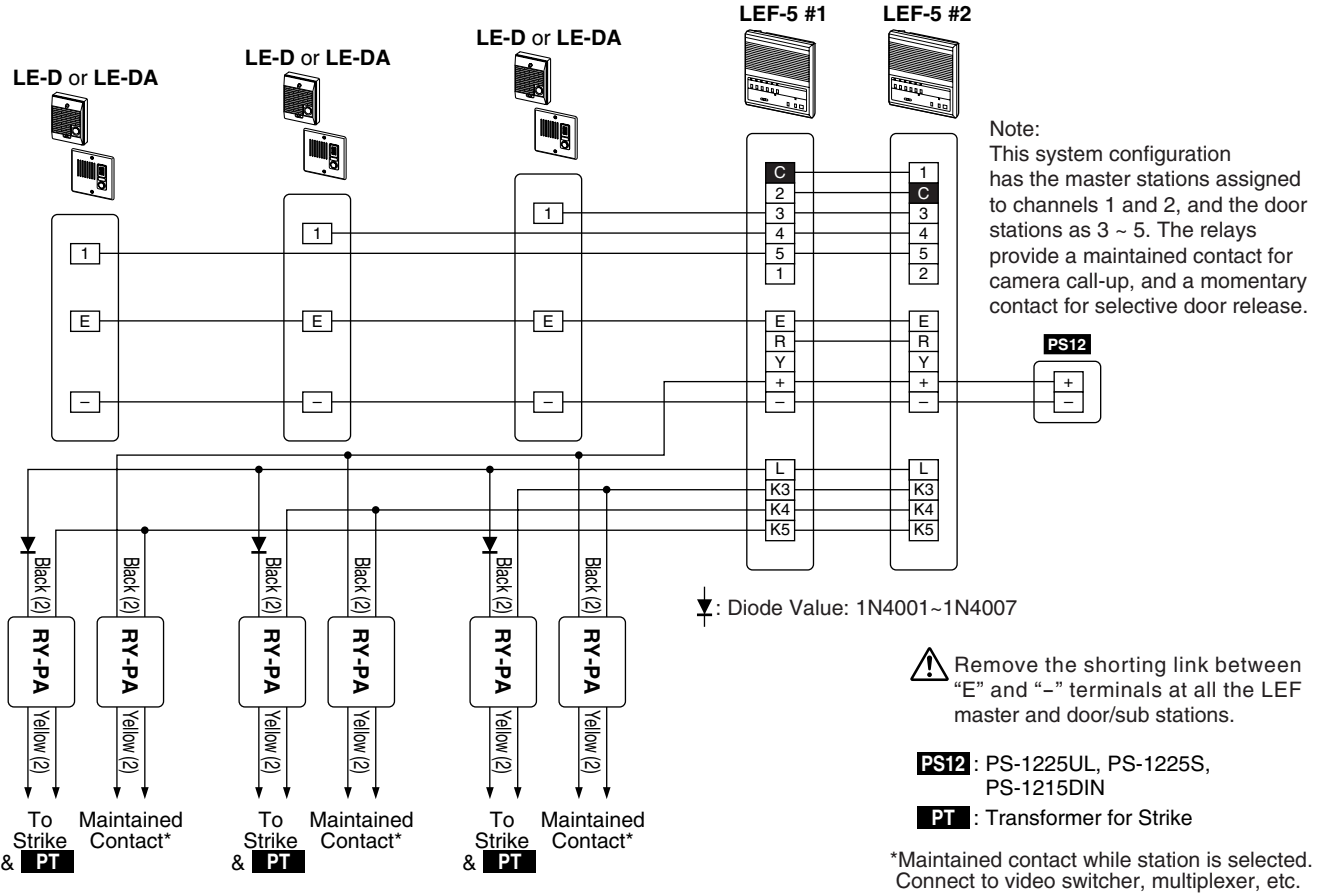 LEF-5 #1
LEF-5 #2
LE-D or LE-DA
LE-D or LE-DA
LE-D or LE-DA
Note:
This system configuration
has the master stations assigned
to channels 1 and 2, and the door
stations as 3 ~ 5. The relays
provide a maintained contact for
camera call-up, and a momentary
contact for selective door release.
1
E
–
1
E
–
1
E
–
C
2
3
4
5
1
E
R
Y
+
–
L
K3
K4
K5
1
C
3
4
5
2
E
R
Y
+
–
L
K3
K4
K5
PS12
+
–
Black (2)
Black (2)
Black (2)
Black (2)
Black (2)
Black (2)
RY-PA
RY-PA
RY-PA
RY-PA
RY-PA
RY-PA
Yellow (2)
Yellow (2)
Yellow (2)
Yellow (2)
Yellow (2)
Yellow (2)
To
Strike
& PT
Maintained
Contact*
To
Strike
& PT
Maintained
Contact*
To
Strike
& PT
Maintained
Contact*
: Diode Value: 1N4001~1N4007
Remove the shorting link between
“E” and “–” terminals at all the LEF
master and door/sub stations.
PS12 : PS-1225UL, PS-1225S,
PS-1215DIN
PT : Transformer for Strike
*Maintained contact while station is selected.
Connect to video switcher, multiplexer, etc.